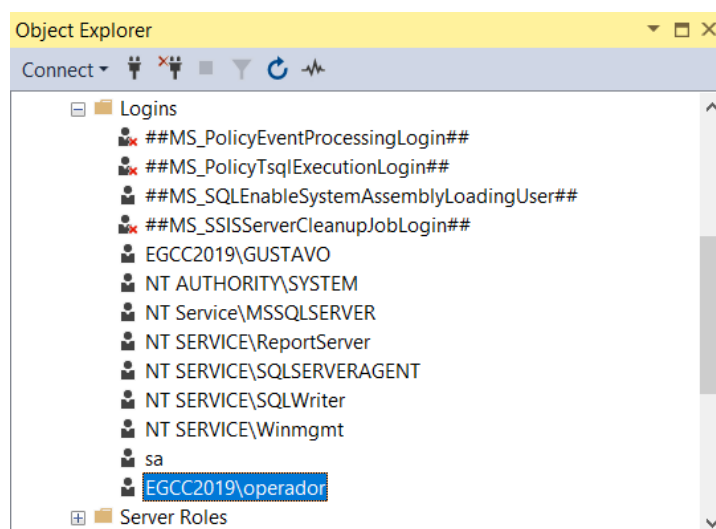 Object Explorer
Connect
Logins
##MS_PolicyEventProcessingLogin##
##MS_PolicyTsqlExecutionLogin##
##MS_SQLEnableSystemAssemblyLoadingUser##
##MS_SSISServerCleanupJobLogin##
EGCC2019\GUSTAVO
NT AUTHORITY\SYSTEM
NT Service\MSSQLSERVER
NT SERVICE\ReportServer
NT SERVICE\SQLSERVERAGENT
NT SERVICE\SQLWriter
NT SERVICE\Winmgmt
sa
EGCC2019\operador
Server Roles